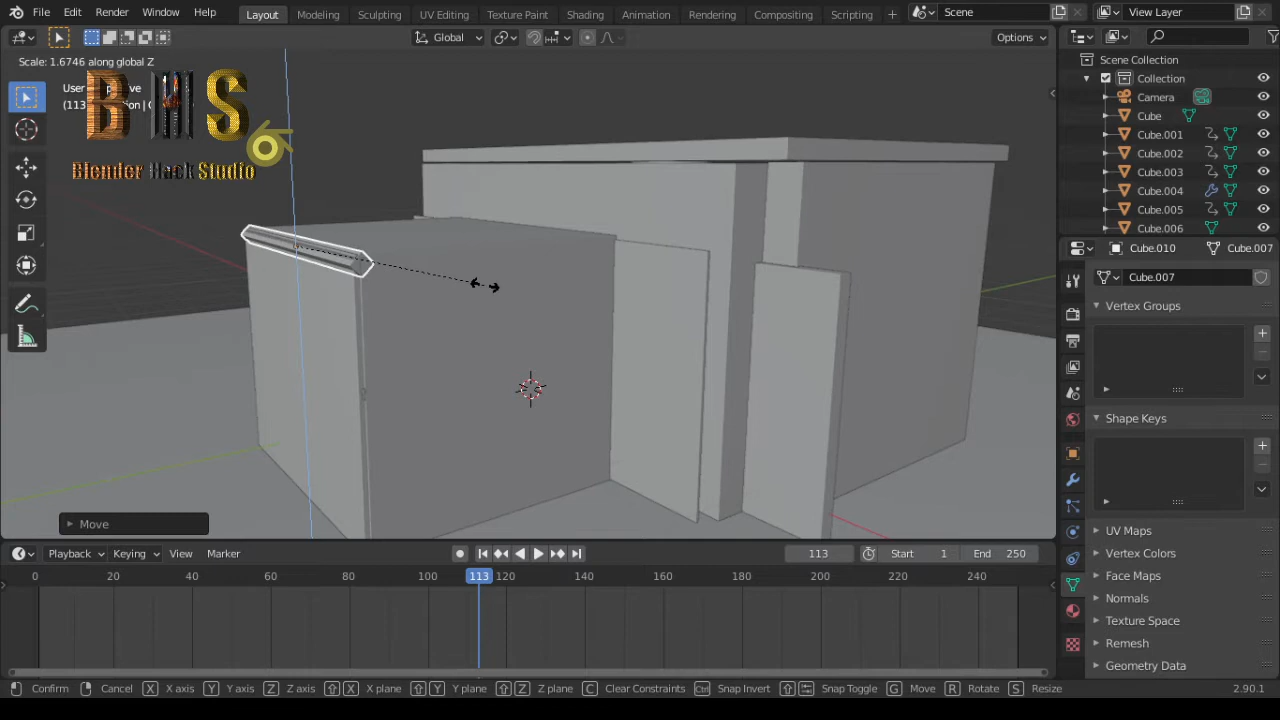 File Edit Render Window Help Layout Modeling Sculpting UV Editing Texture Paint Shading Animation Rendering Compositing Scripting + Scene View Layer
Global Options
Scale: 1.6746 along global Z
BHS
Blender Hack Studio
Scene Collection
Collection
Camera
Cube
Cube.001
Cube.002
Cube.003
Cube.004
Cube.005
Cube.006
Cube.010 Cube.007
Cube.007
Vertex Groups
Shape Keys
UV Maps
Vertex Colors
Face Maps
Normals
Texture Space
Remesh
Geometry Data
Move
Playback Keying View Marker 113 Start 1 End 250
0 20 40 60 80 100 113 120 140 160 180 200 220 240
Confirm Cancel X X axis Y Y axis Z Z axis X X plane Y Y plane Z Z plane C Clear Constraints Ctrl Snap Invert Snap Toggle G Move R Rotate S Resize 2.90.1